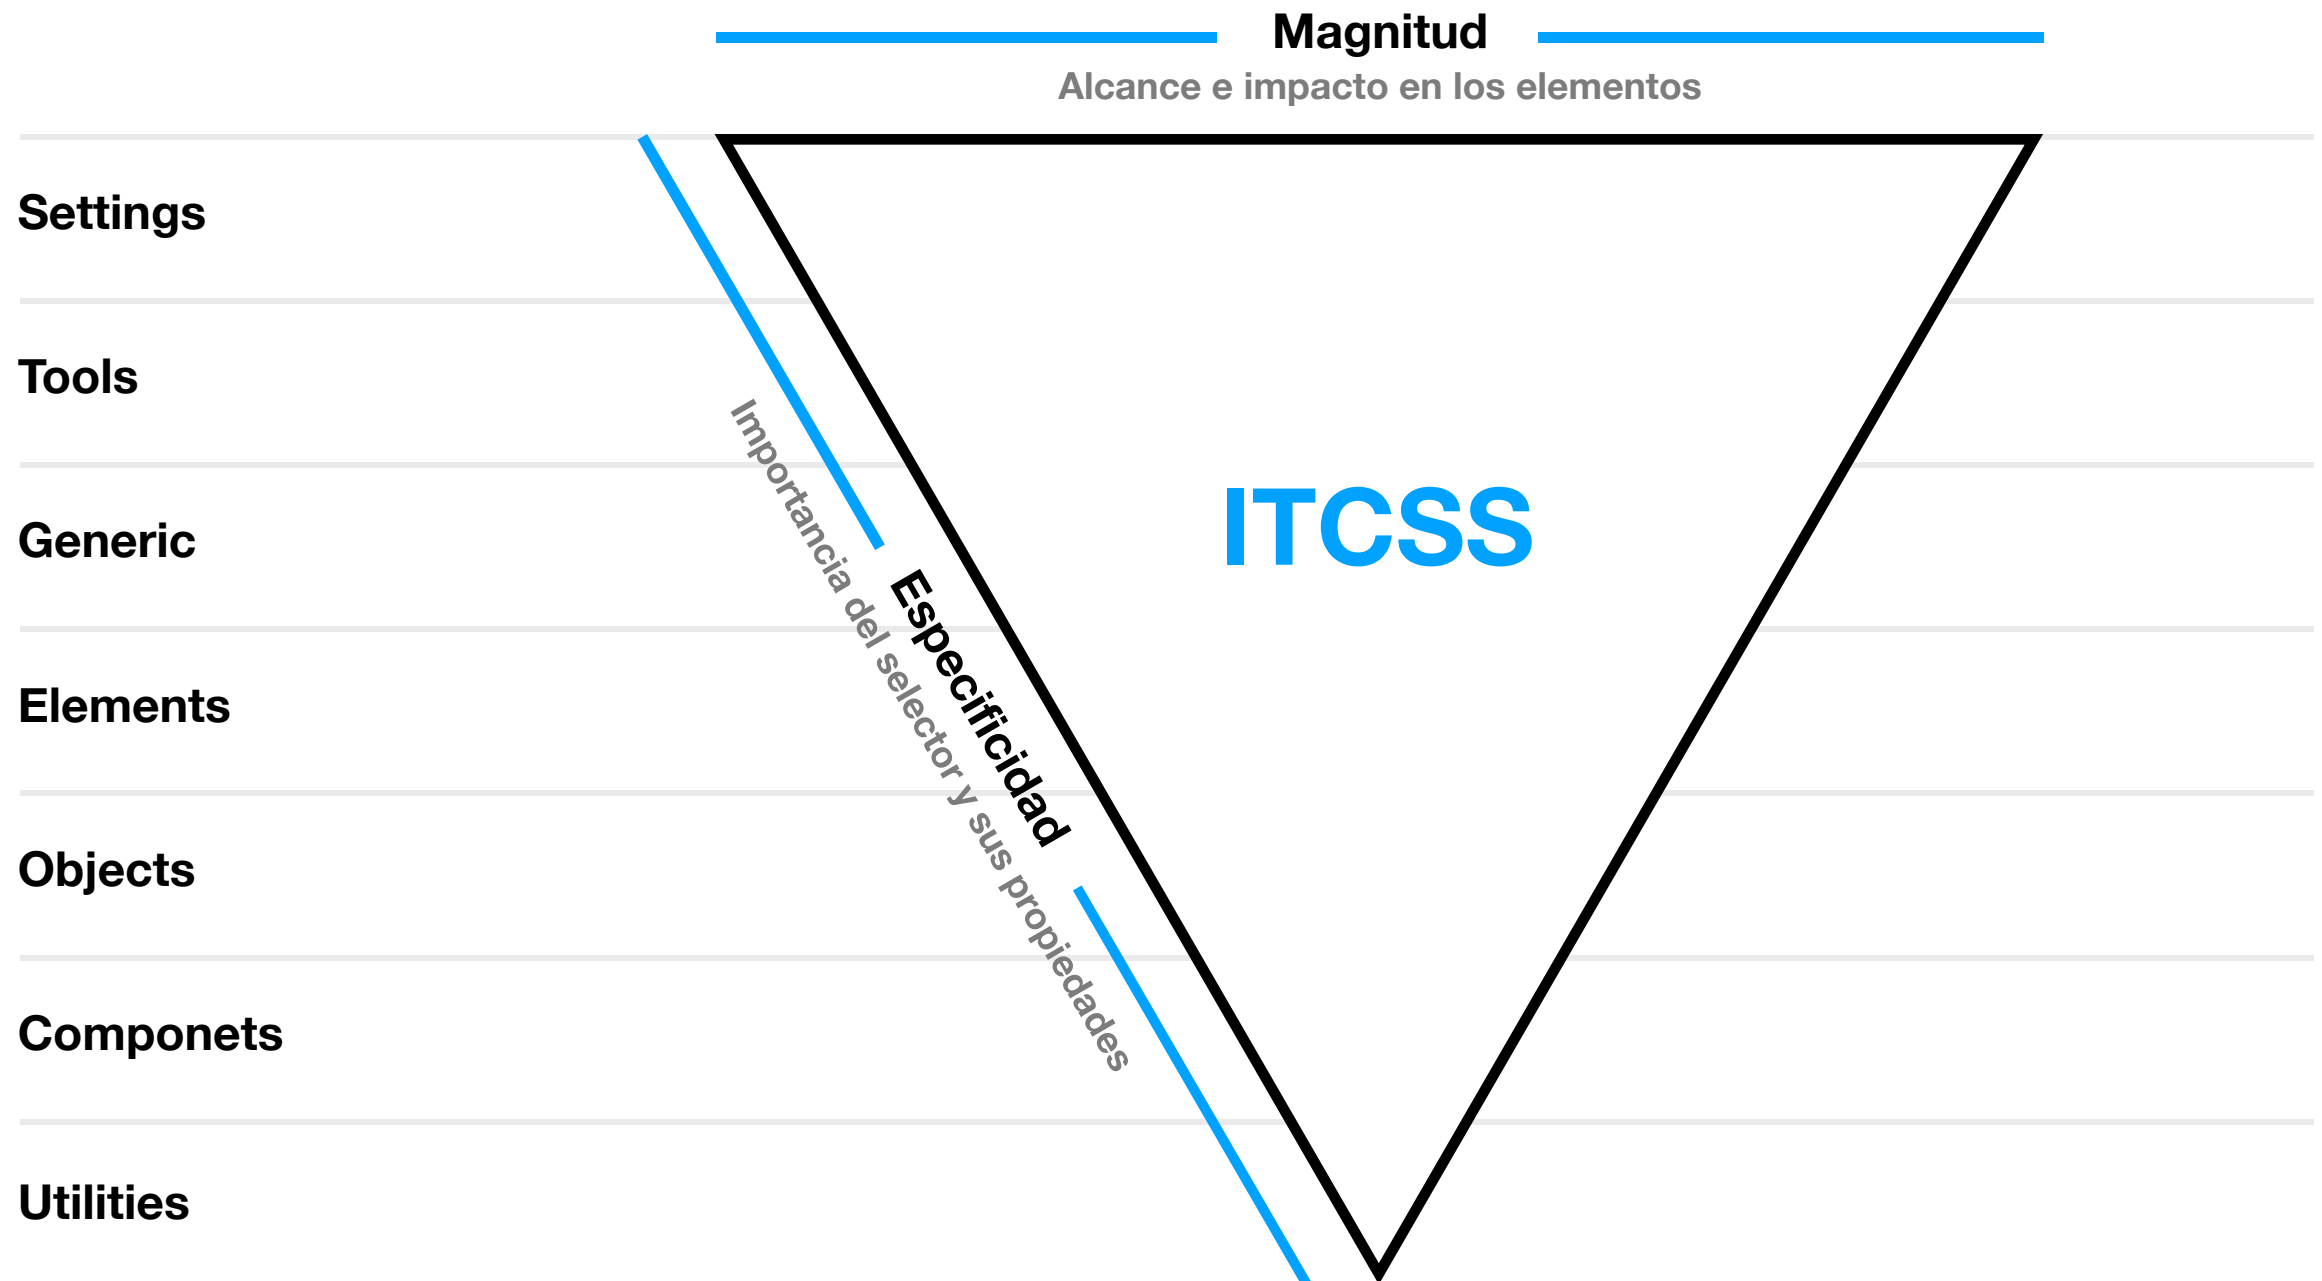 Magnitud
Alcance e impacto en los elementos
Settings
Tools
Generic
Elements
Objects
Componets
Utilities
Importancia del selector y sus propiedades
Especificidad
ITCSS